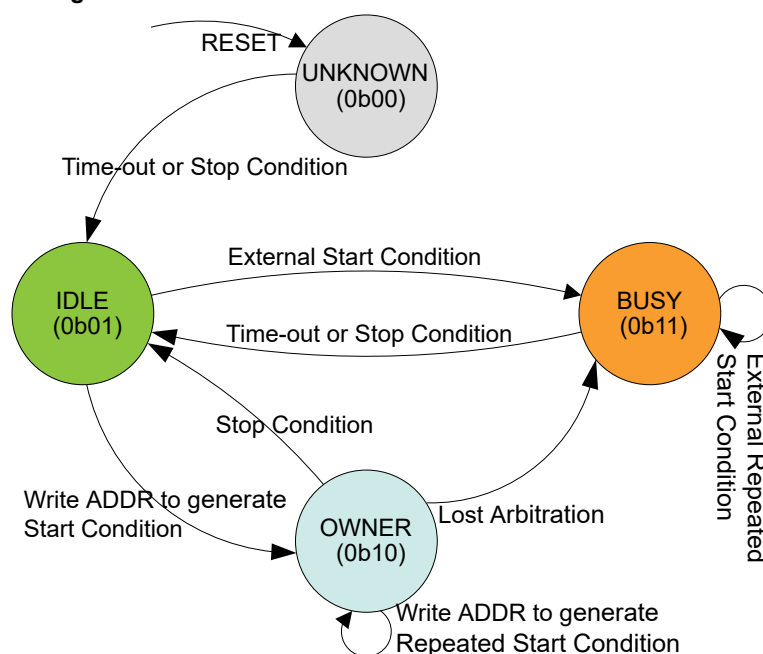 RESET
UNKNOWN
(0b00)
Time-out or Stop Condition
External Start Condition
IDLE
(0b01)
BUSY
(0b11)
Time-out or Stop Condition
Stop Condition
External Repeated
Start Condition
Write ADDR to generate
Start Condition
OWNER
(0b10)
Lost Arbitration
Write ADDR to generate
Repeated Start Condition